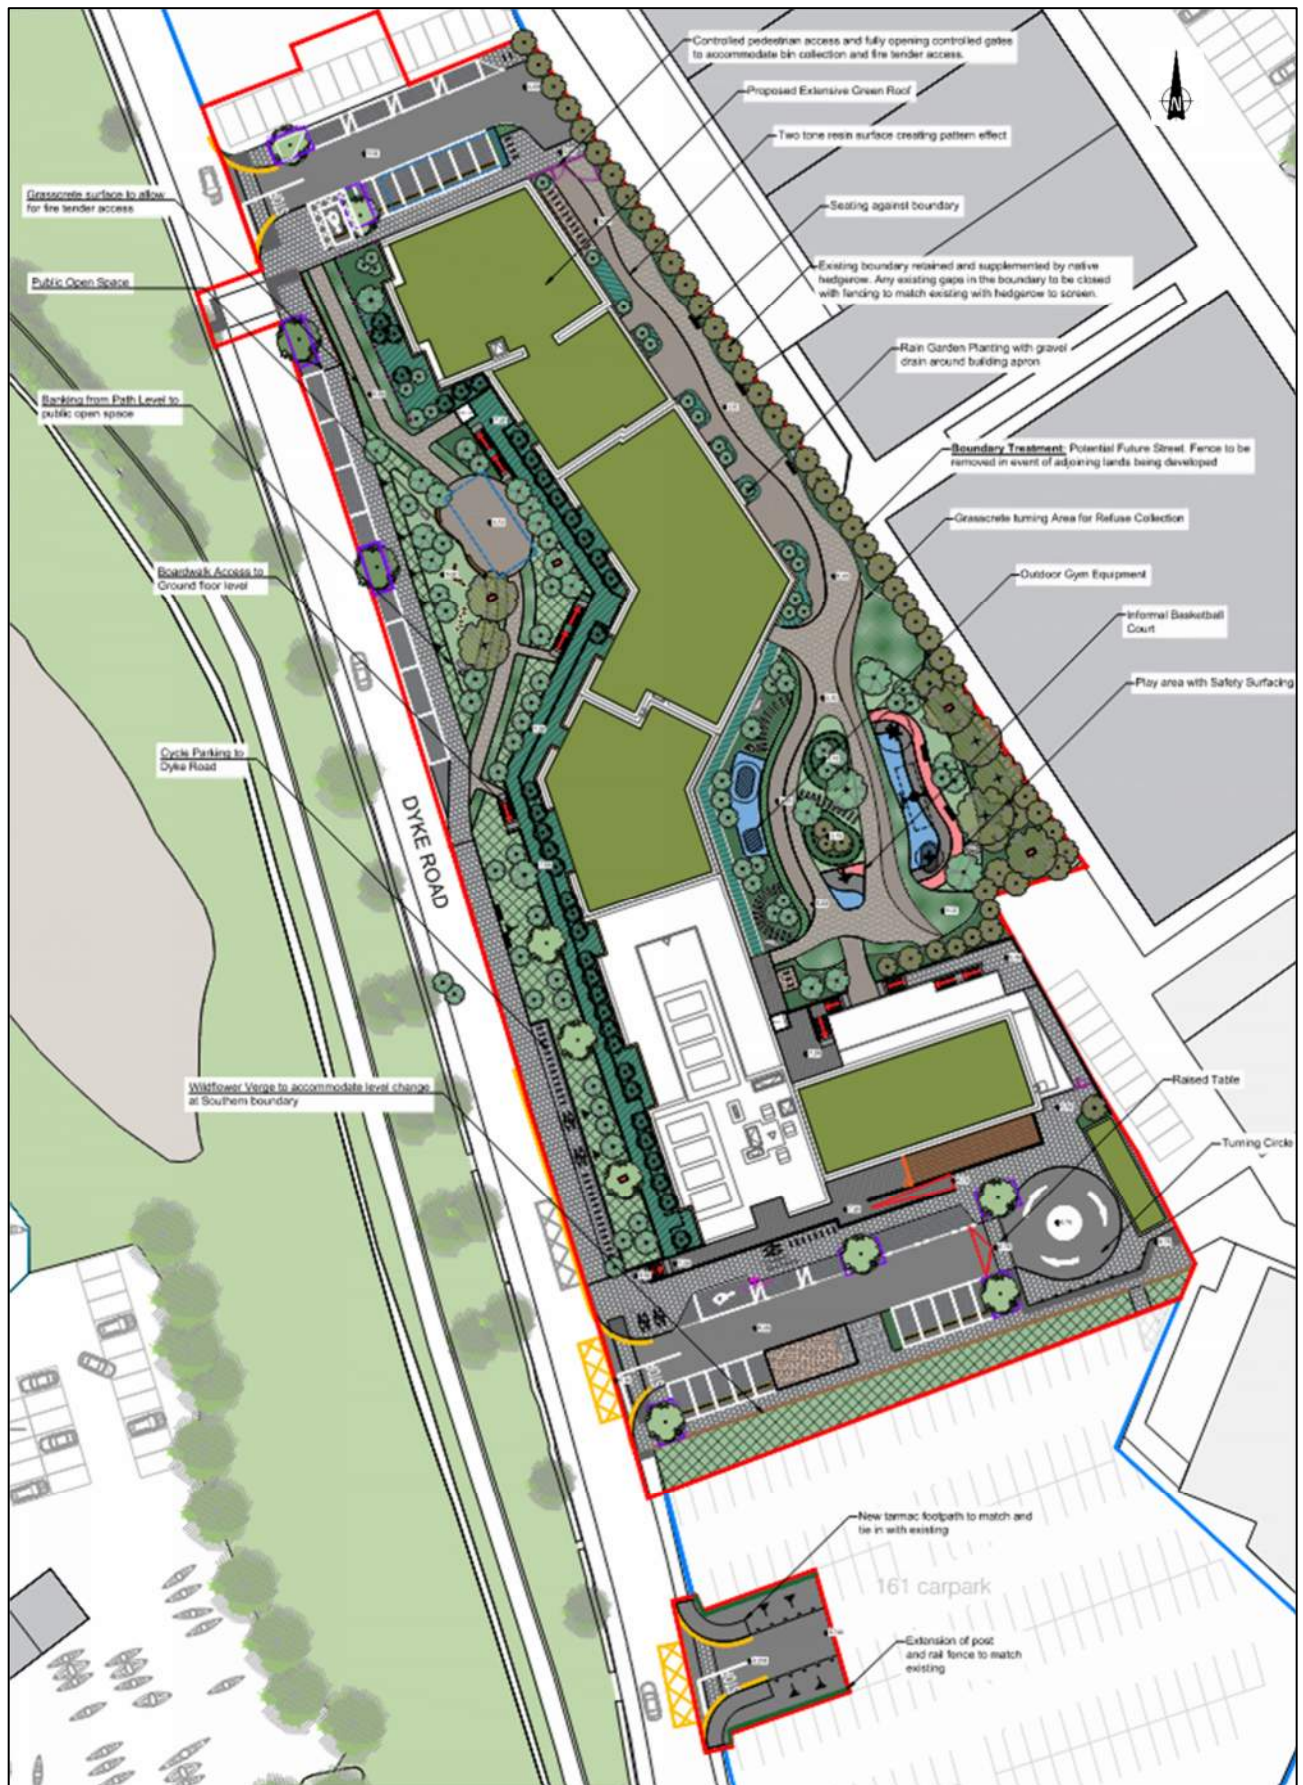 Controlled pedestrian access and fully opening controlled gates
to accommodate bin collection and fire tender access.
N
Proposed Extensive Green Roof
Two tone resin surface creating pattern effect
Grasscrete surface to allow
for fire tender access
Seating against boundary
Public Open Space
Existing boundary retained and supplemented by native
hedgerow. Any existing gaps in the boundary to be closed
with fencing to match existing with hedgerow to screen.
Rain Garden Planting with gravel
drain around building apron
Banking from Path Level to
public open space
Boundary Treatment: Potential Future Street. Fence to be
removed in event of adjoining lands being developed
Grasscrete turning Area for Refuse Collection
Boardwalk Access to
Ground floor level
Outdoor Gym Equipment
Informal Basketball
Court
Play area with Safety Surfacing
Cycle Parking to
Dyke Road
DYKE ROAD
Wildflower Verge to accommodate level change
at Southern boundary
Raised Table
Turning Circle
STOP
New tarmac footpath to match and
tie in with existing
161 carpark
Extension of post
and rail fence to match
existing